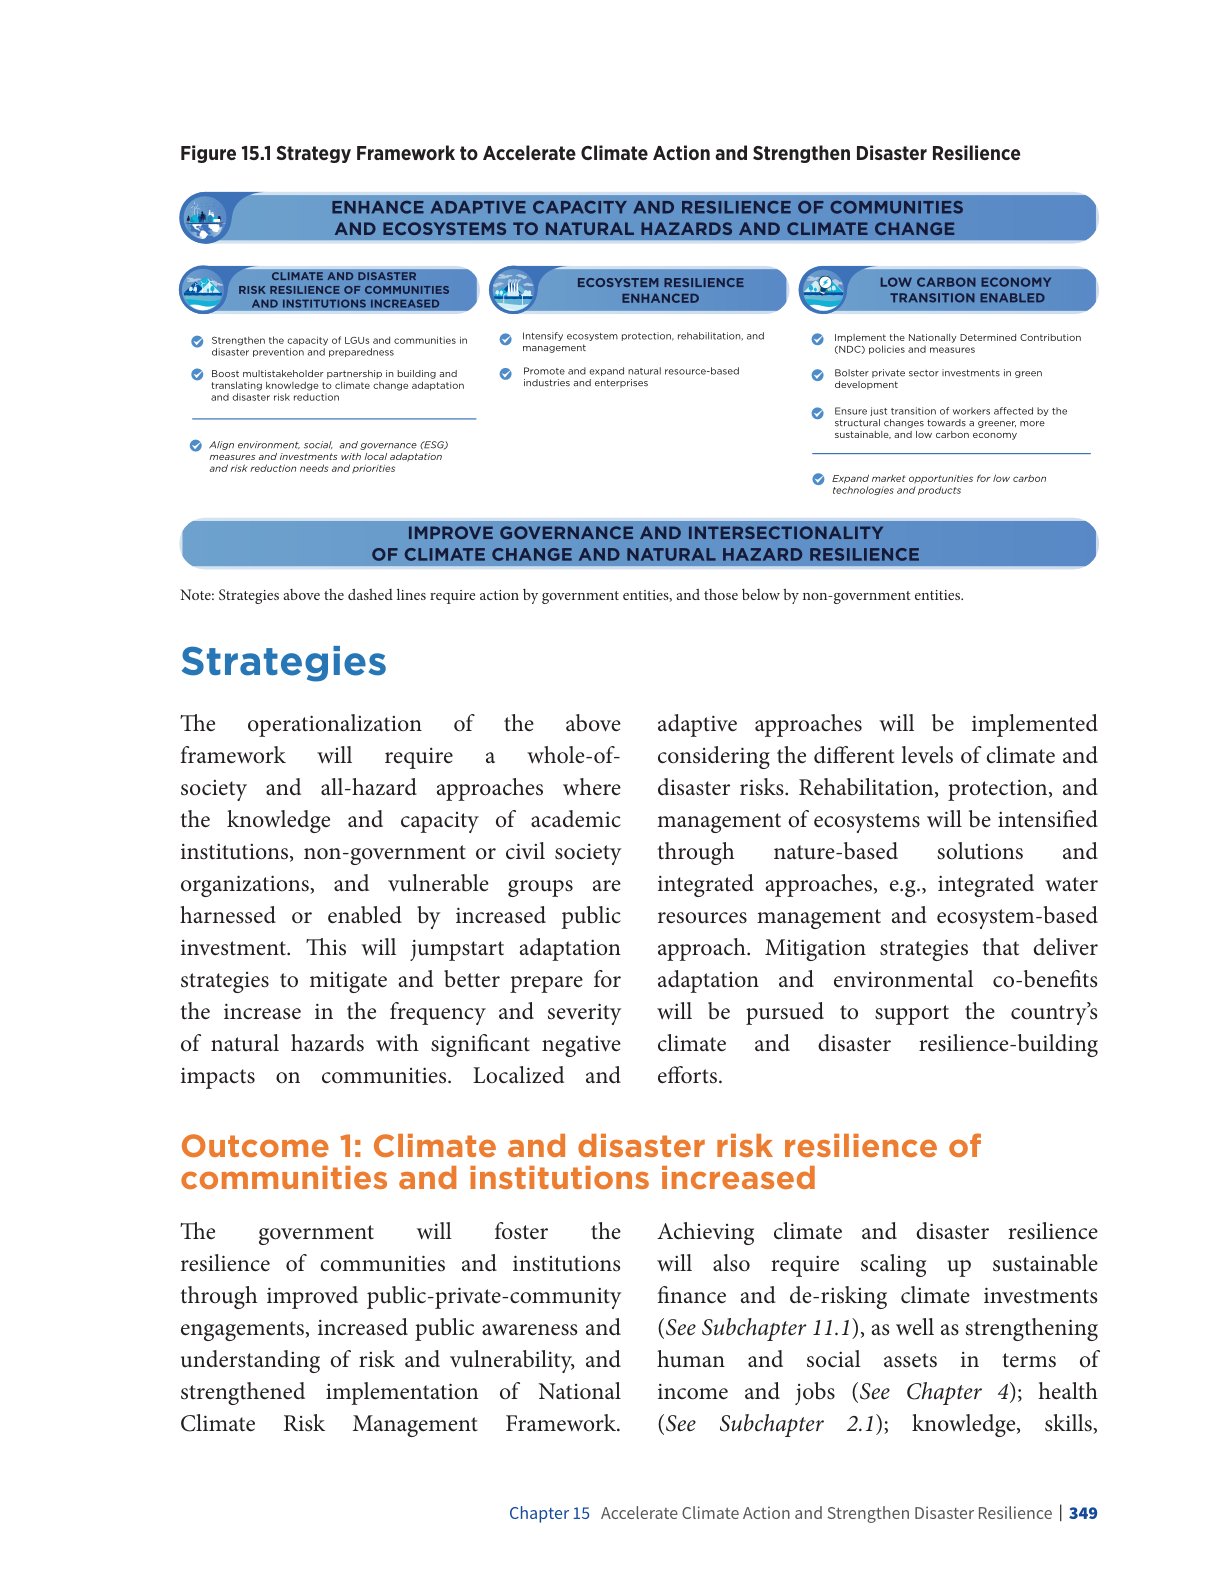 Figure 15.1 Strategy Framework to Accelerate Climate Action and Strengthen Disaster Resilience
ENHANCE ADAPTIVE CAPACITY AND RESILIENCE OF COMMUNITIES
AND ECOSYSTEMS TO NATURAL HAZARDS AND CLIMATE CHANGE
CLIMATE AND DISASTER
RISK RESILIENCE OF COMMUNITIES
AND INSTITUTIONS INCREASED
Strengthen the capacity of LGUs and communities in
disaster prevention and preparedness
Boost multistakeholder partnership in building and
translating knowledge to climate change adaptation
and disaster risk reduction
Align environment, social, and governance (ESG)
measures and investments with local adaptation
and risk reduction needs and priorities
ECOSYSTEM RESILIENCE
ENHANCED
Intensify ecosystem protection, rehabilitation, and
management
Promote and expand natural resource-based
industries and enterprises
LOW CARBON ECONOMY
TRANSITION ENABLED
Implement the Nationally Determined Contribution
(NDC) policies and measures
Bolster private sector investments in green
development
Ensure just transition of workers affected by the
structural changes towards a greener, more
sustainable, and low carbon economy
Expand market opportunities for low carbon
technologies and products
IMPROVE GOVERNANCE AND INTERSECTIONALITY
OF CLIMATE CHANGE AND NATURAL HAZARD RESILIENCE
Note: Strategies above the dashed lines require action by government entities, and those below by non-government entities.
Strategies
The operationalization of the above
framework will require a whole-of-
society and all-hazard approaches where
the knowledge and capacity of academic
institutions, non-government or civil society
organizations, and vulnerable groups are
harnessed or enabled by increased public
investment. This will jumpstart adaptation
strategies to mitigate and better prepare for
the increase in the frequency and severity
of natural hazards with significant negative
impacts on communities. Localized and
adaptive approaches will be implemented
considering the different levels of climate and
disaster risks. Rehabilitation, protection, and
management of ecosystems will be intensified
through nature-based solutions and
integrated approaches, e.g., integrated water
resources management and ecosystem-based
approach. Mitigation strategies that deliver
adaptation and environmental co-benefits
will be pursued to support the country’s
climate and disaster resilience-building
efforts.
Outcome 1: Climate and disaster risk resilience of
communities and institutions increased
The government will foster the
resilience of communities and institutions
through improved public-private-community
engagements, increased public awareness and
understanding of risk and vulnerability, and
strengthened implementation of National
Climate Risk Management Framework.
Achieving climate and disaster resilience
will also require scaling up sustainable
finance and de-risking climate investments
(See Subchapter 11.1), as well as strengthening
human and social assets in terms of
income and jobs (See Chapter 4); health
(See Subchapter 2.1); knowledge, skills,
Chapter 15 Accelerate Climate Action and Strengthen Disaster Resilience | 349